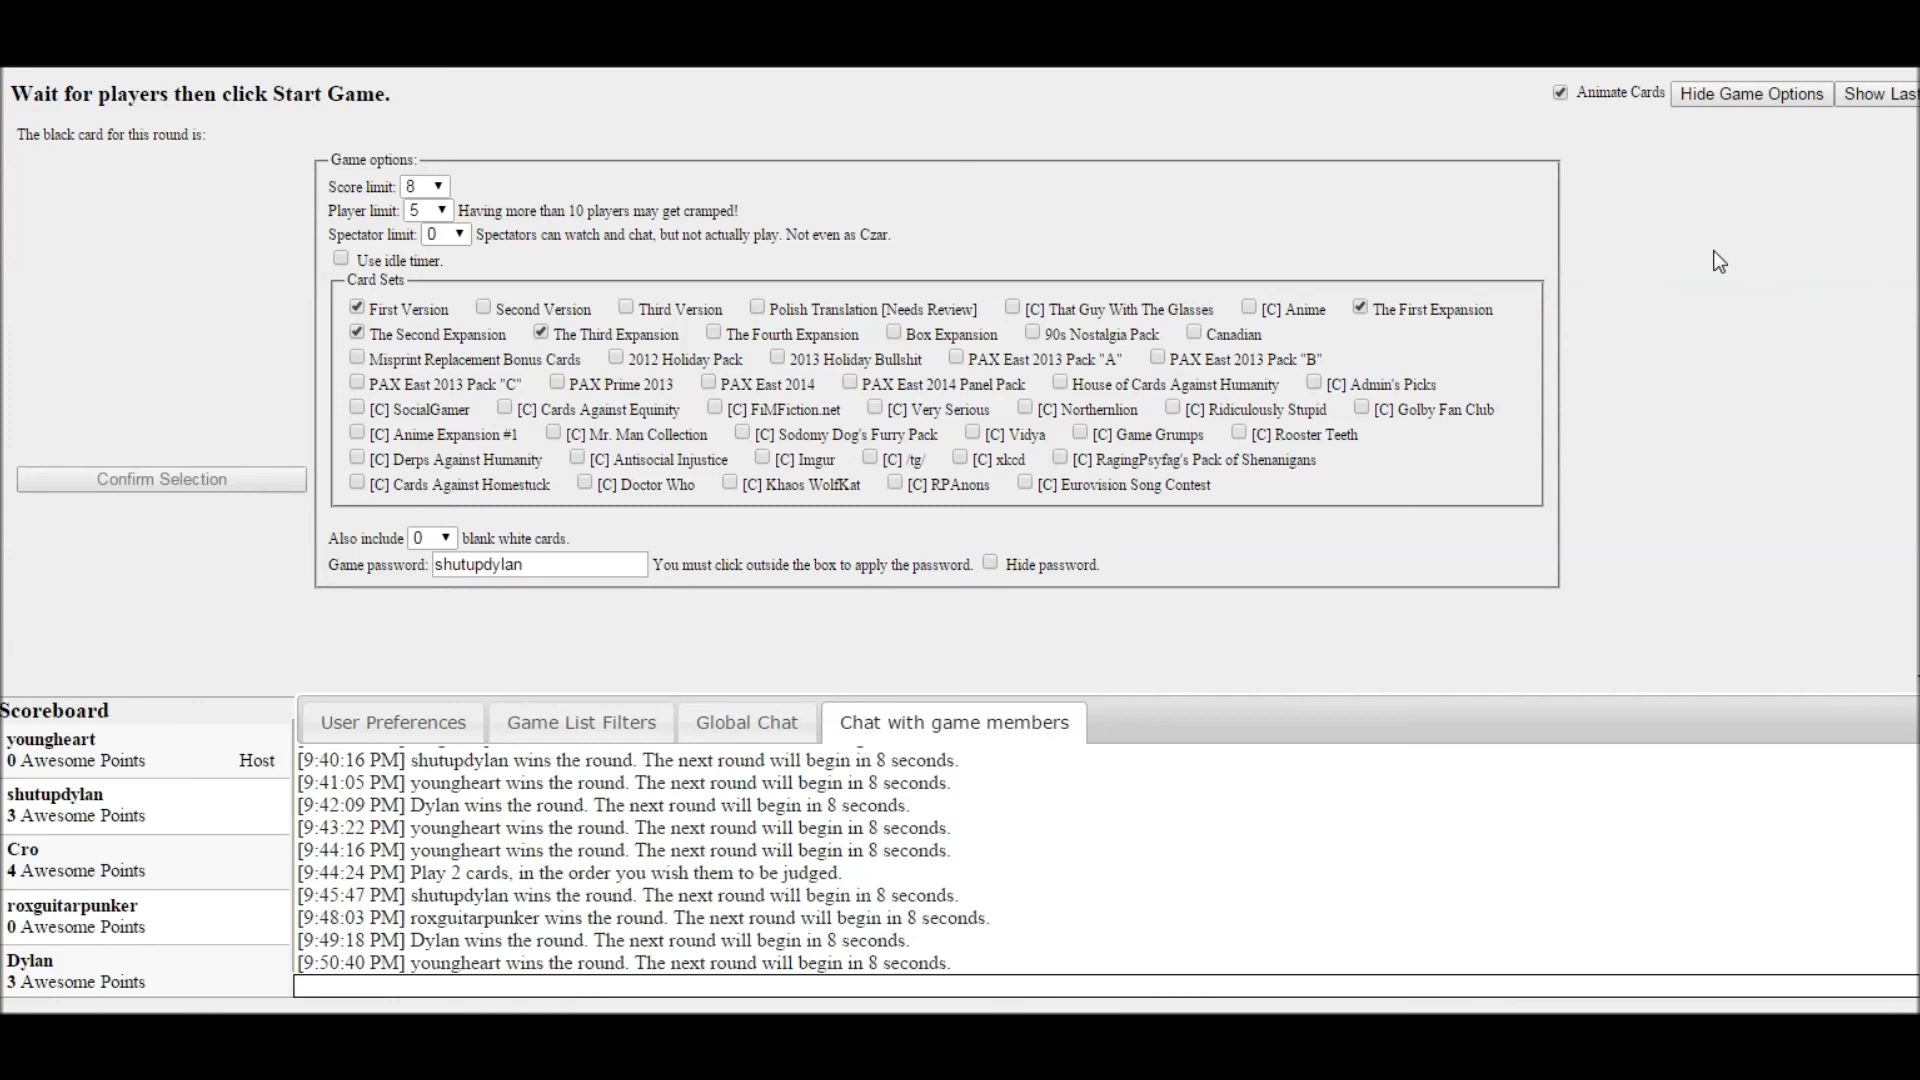 Wait for players then click Start Game.
Animate Cards Hide Game Options Show Last
The black card for this round is:
Game options:
Score limit: 8
Player limit: 5 Having more than 10 players may get cramped!
Spectator limit: 0 Spectators can watch and chat, but not actually play. Not even as Czar.
Use idle timer.
Card Sets
First Version Second Version Third Version Polish Translation [Needs Review] [C] That Guy With The Glasses [C] Anime The First Expansion
The Second Expansion The Third Expansion The Fourth Expansion Box Expansion 90s Nostalgia Pack Canadian
Misprint Replacement Bonus Cards 2012 Holiday Pack 2013 Holiday Bullshit PAX East 2013 Pack "A" PAX East 2013 Pack "B"
PAX East 2013 Pack "C" PAX Prime 2013 PAX East 2014 PAX East 2014 Panel Pack House of Cards Against Humanity [C] Admin's Picks
[C] SocialGamer [C] Cards Against Equinity [C] FiMFiction.net [C] Very Serious [C] Northernlion [C] Ridiculously Stupid [C] Golby Fan Club
[C] Anime Expansion #1 [C] Mr. Man Collection [C] Sodomy Dog's Furry Pack [C] Vidya [C] Game Grumps [C] Rooster Teeth
[C] Derps Against Humanity [C] Antisocial Injustice [C] Imgur [C] /tg/ [C] xkcd [C] RagingPsyfag's Pack of Shenanigans
[C] Cards Against Homestuck [C] Doctor Who [C] Khaos WolfKat [C] RPAnons [C] Eurovision Song Contest
Confirm Selection
Also include 0 blank white cards.
Game password: shutupdylan You must click outside the box to apply the password. Hide password.
Scoreboard
youngheart
0 Awesome Points Host
shutupdylan
3 Awesome Points
Cro
4 Awesome Points
roxguitarpunker
0 Awesome Points
Dylan
3 Awesome Points
User Preferences Game List Filters Global Chat Chat with game members
[9:40:16 PM] shutupdylan wins the round. The next round will begin in 8 seconds.
[9:41:05 PM] youngheart wins the round. The next round will begin in 8 seconds.
[9:42:09 PM] Dylan wins the round. The next round will begin in 8 seconds.
[9:43:22 PM] youngheart wins the round. The next round will begin in 8 seconds.
[9:44:16 PM] youngheart wins the round. The next round will begin in 8 seconds.
[9:44:24 PM] Play 2 cards, in the order you wish them to be judged.
[9:45:47 PM] shutupdylan wins the round. The next round will begin in 8 seconds.
[9:48:03 PM] roxguitarpunker wins the round. The next round will begin in 8 seconds.
[9:49:18 PM] Dylan wins the round. The next round will begin in 8 seconds.
[9:50:40 PM] youngheart wins the round. The next round will begin in 8 seconds.